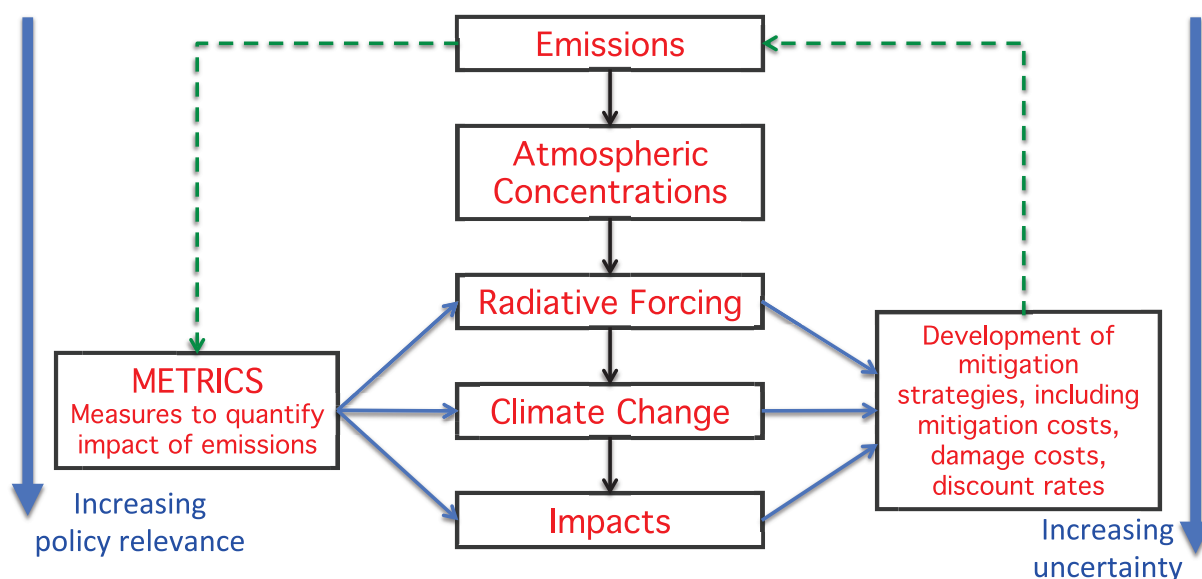 Emissions
Atmospheric
Concentrations
Radiative Forcing
METRICS
Measures to quantify
impact of emissions
Climate Change
Impacts
Development of
mitigation
strategies, including
mitigation costs,
damage costs,
discount rates
Increasing
policy relevance
Increasing
uncertainty